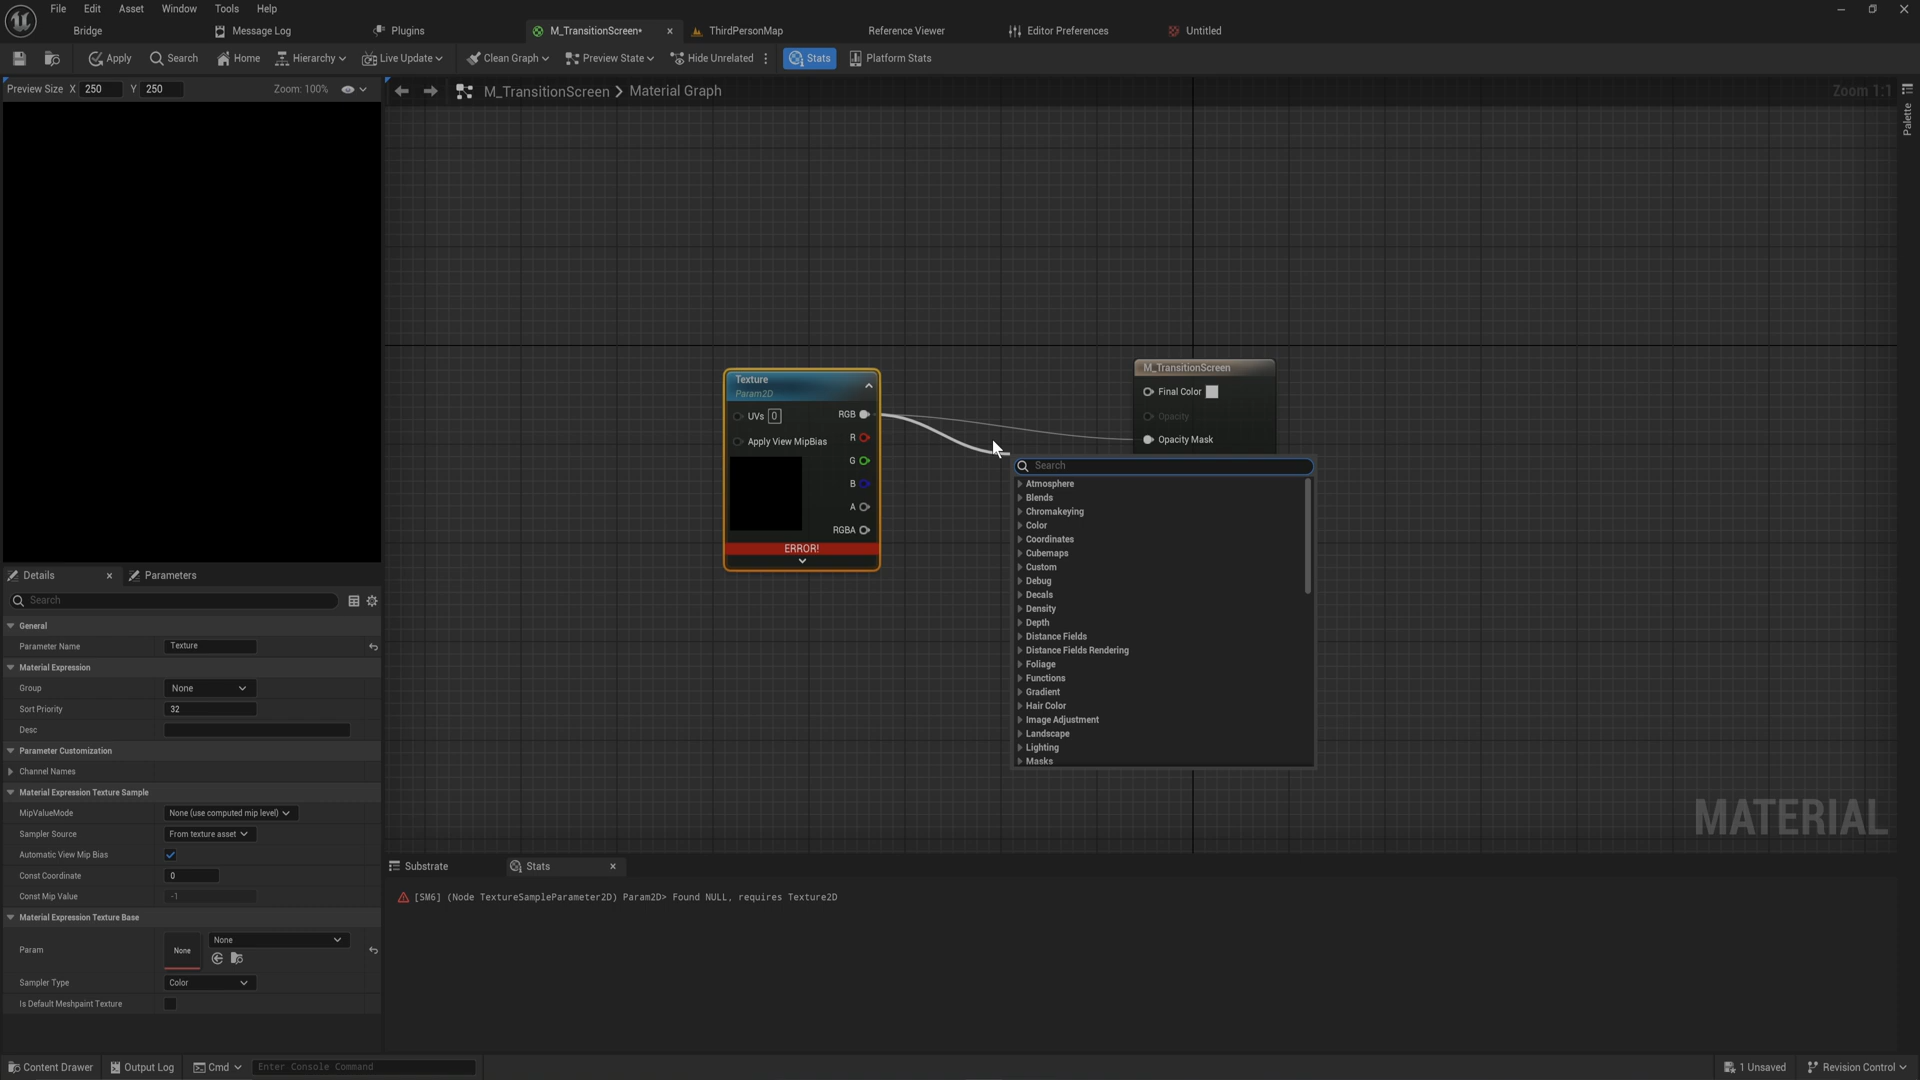 File Edit Asset Window Tools Help
Bridge Message Log Plugins M_TransitionScreen• ThirdPersonMap Reference Viewer Editor Preferences Untitled
Apply Search Home Hierarchy Live Update Clean Graph Preview State Hide Unrelated Stats Platform Stats
Preview Size X 250 Y 250 Zoom: 100%
M_TransitionScreen > Material Graph
Zoom 1:1
Palette
Texture
Param2D
UVs 0
Apply View MipBias
RGB
R
G
B
A
RGBA
ERROR!
M_TransitionScreen
Final Color
Opacity
Opacity Mask
Search
Atmosphere
Blends
Chromakeying
Color
Coordinates
Cubemaps
Custom
Debug
Decals
Density
Depth
Distance Fields
Distance Fields Rendering
Foliage
Functions
Gradient
Hair Color
Image Adjustment
Landscape
Lighting
Masks
MATERIAL
Details Parameters
Search
General
Parameter Name Texture
Material Expression
Group None
Sort Priority 32
Desc
Parameter Customization
Channel Names
Material Expression Texture Sample
MipValueMode None (use computed mip level)
Sampler Source From texture asset
Automatic View Mip Bias
Const Coordinate 0
Const Mip Value -1
Material Expression Texture Base
Param None None
Sampler Type Color
Is Default Meshpaint Texture
Substrate Stats
[SM6] (Node TextureSampleParameter2D) Param2D> Found NULL, requires Texture2D
Content Drawer Output Log Cmd Enter Console Command 1 Unsaved Revision Control